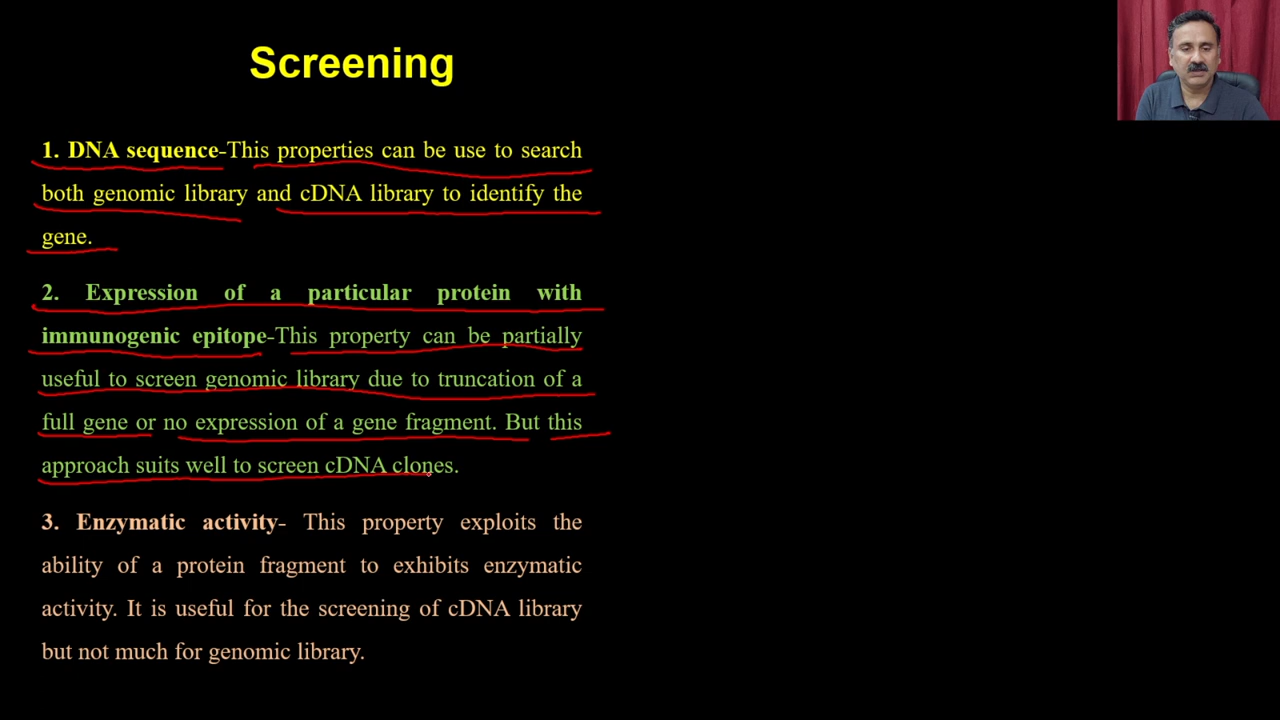 Screening
1. DNA sequence-This properties can be use to search
both genomic library and cDNA library to identify the
gene.
2. Expression of a particular protein with
immunogenic epitope-This property can be partially
useful to screen genomic library due to truncation of a
full gene or no expression of a gene fragment. But this
approach suits well to screen cDNA clones.
3. Enzymatic activity- This property exploits the
ability of a protein fragment to exhibits enzymatic
activity. It is useful for the screening of cDNA library
but not much for genomic library.